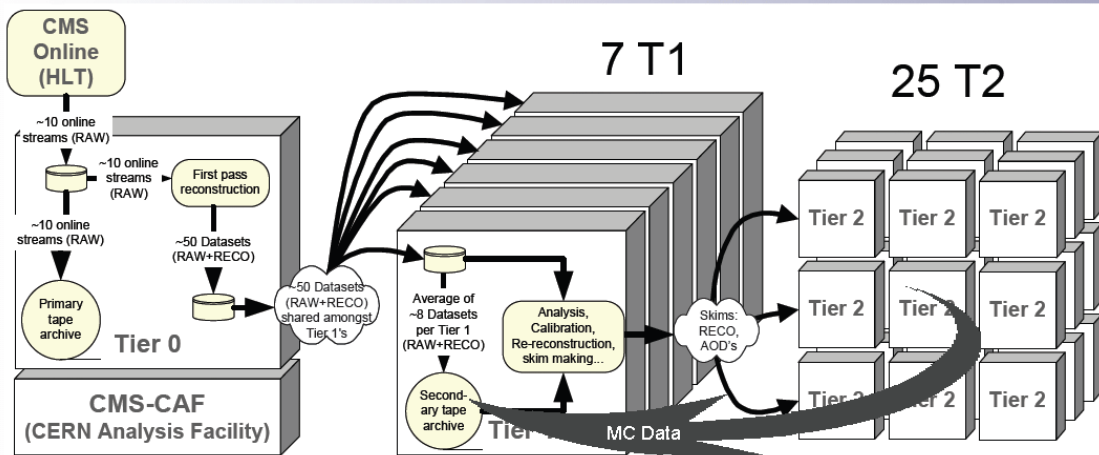 CMS
Online
(HLT)
~10 online
streams (RAW)
~10 online
streams
(RAW)
First pass
reconstruction
~10 online
streams (RAW)
~50 Datasets
(RAW+RECO)
Primary
tape
archive
Tier 0
CMS-CAF
(CERN Analysis Facility)
~50 Datasets
(RAW+RECO)
shared amongst
Tier 1's
7 T1
Average of
~8 Datasets
per Tier 1
(RAW+RECO)
Analysis,
Calibration,
Re-reconstruction,
skim making...
Second-
ary tape
archive
Tier
Skims:
RECO,
AOD's
MC Data
25 T2
Tier 2
Tier 2
Tier 2
Tier 2
Tier 2
Tier 2
Tier 2
Tier 2
Tier 2